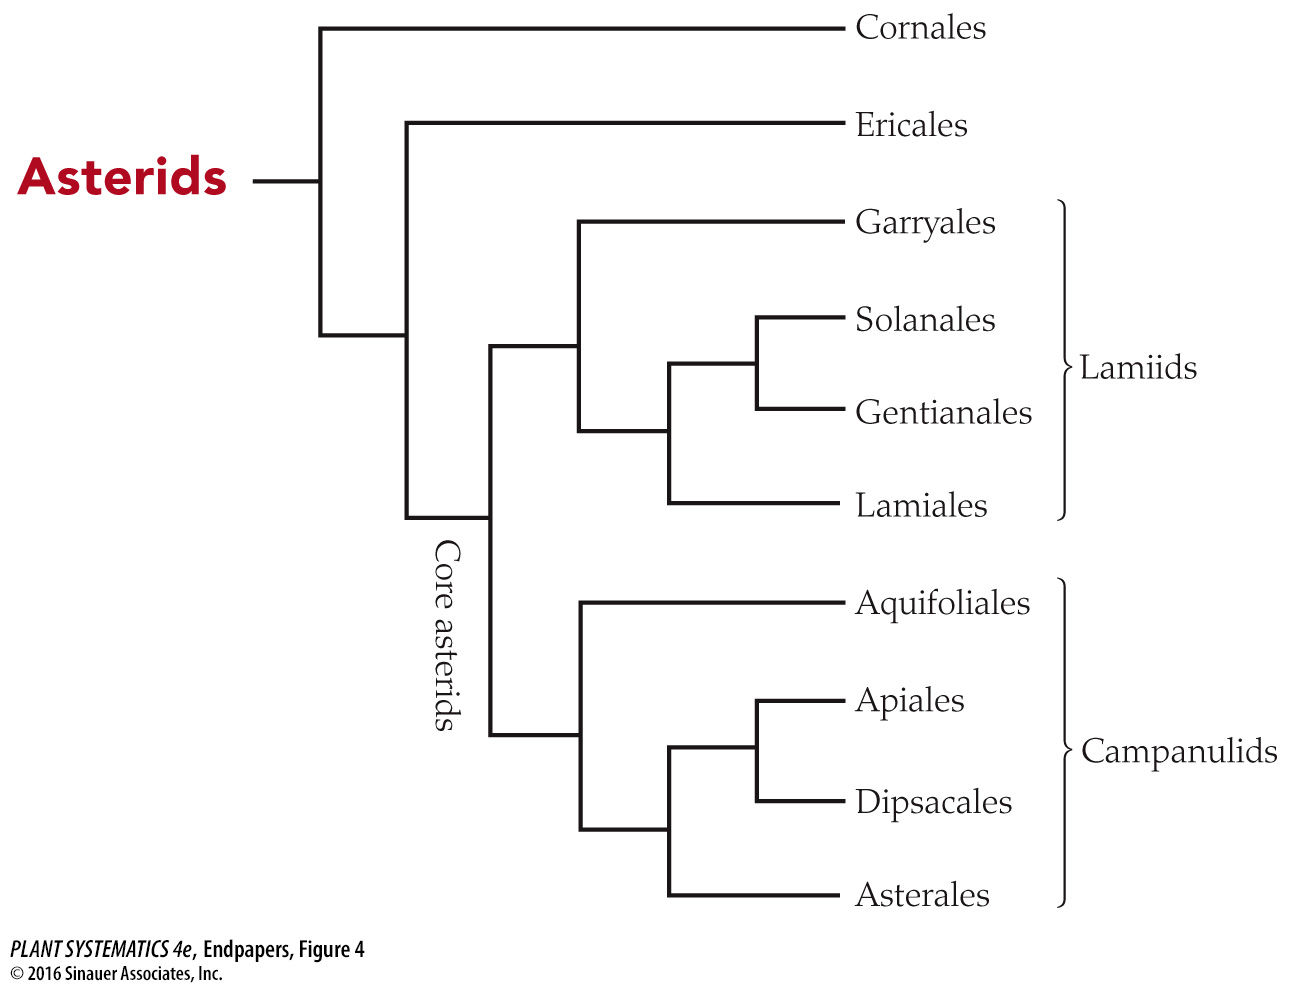 Cornales
Ericales
Asterids
Garryales
Solanales
Lamiids
Gentianales
Lamiales
Core asterids
Aquifoliales
Apiales
Campanulids
Dipsacales
Asterales
PLANT SYSTEMATICS 4e, Endpapers, Figure 4
© 2016 Sinauer Associates, Inc.